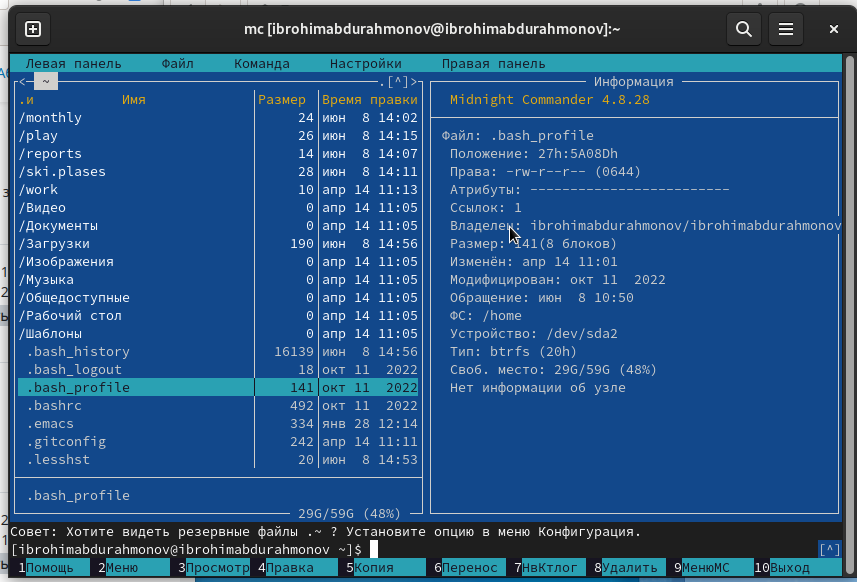 mc [ibrohimabdurahmonov@ibrohimabdurahmonov]:~
Левая панель Файл Команда Настройки Правая панель
<─ ~ ─.[^]>
.и Имя Размер Время правки
/monthly 24 июн 8 14:02
/play 26 июн 8 14:15
/reports 14 июн 8 14:07
/ski.plases 28 июн 8 14:11
/work 10 апр 14 11:13
/Видео 0 апр 14 11:05
/Документы 0 апр 14 11:05
/Загрузки 190 июн 8 14:56
/Изображения 0 апр 14 11:05
/Музыка 0 апр 14 11:05
/Общедоступные 0 апр 14 11:05
/Рабочий стол 0 апр 14 11:05
/Шаблоны 0 апр 14 11:05
.bash_history 16139 июн 8 14:56
.bash_logout 18 окт 11 2022
.bash_profile 141 окт 11 2022
.bashrc 492 окт 11 2022
.emacs 334 янв 28 12:14
.gitconfig 242 апр 14 11:11
.lesshst 20 июн 8 14:53
.bash_profile
29G/59G (48%)
Информация
Midnight Commander 4.8.28
Файл: .bash_profile
Положение: 27h:5A08Dh
Права: -rw-r--r-- (0644)
Атрибуты: -------------------------
Ссылок: 1
Владелец: ibrohimabdurahmonov/ibrohimabdurahmonov
Размер: 141(8 блоков)
Изменён: апр 14 11:01
Модифицирован: окт 11 2022
Обращение: июн 8 10:50
ФС: /home
Устройство: /dev/sda2
Тип: btrfs (20h)
Своб. место: 29G/59G (48%)
Нет информации об узле
Совет: Хотите видеть резервные файлы .~ ? Установите опцию в меню Конфигурация.
[ibrohimabdurahmonov@ibrohimabdurahmonov ~]$ [^]
1Помощь 2Меню 3Просмотр 4Правка 5Копия 6Перенос 7НвКтлог 8Удалить 9МенюМС 10Выход